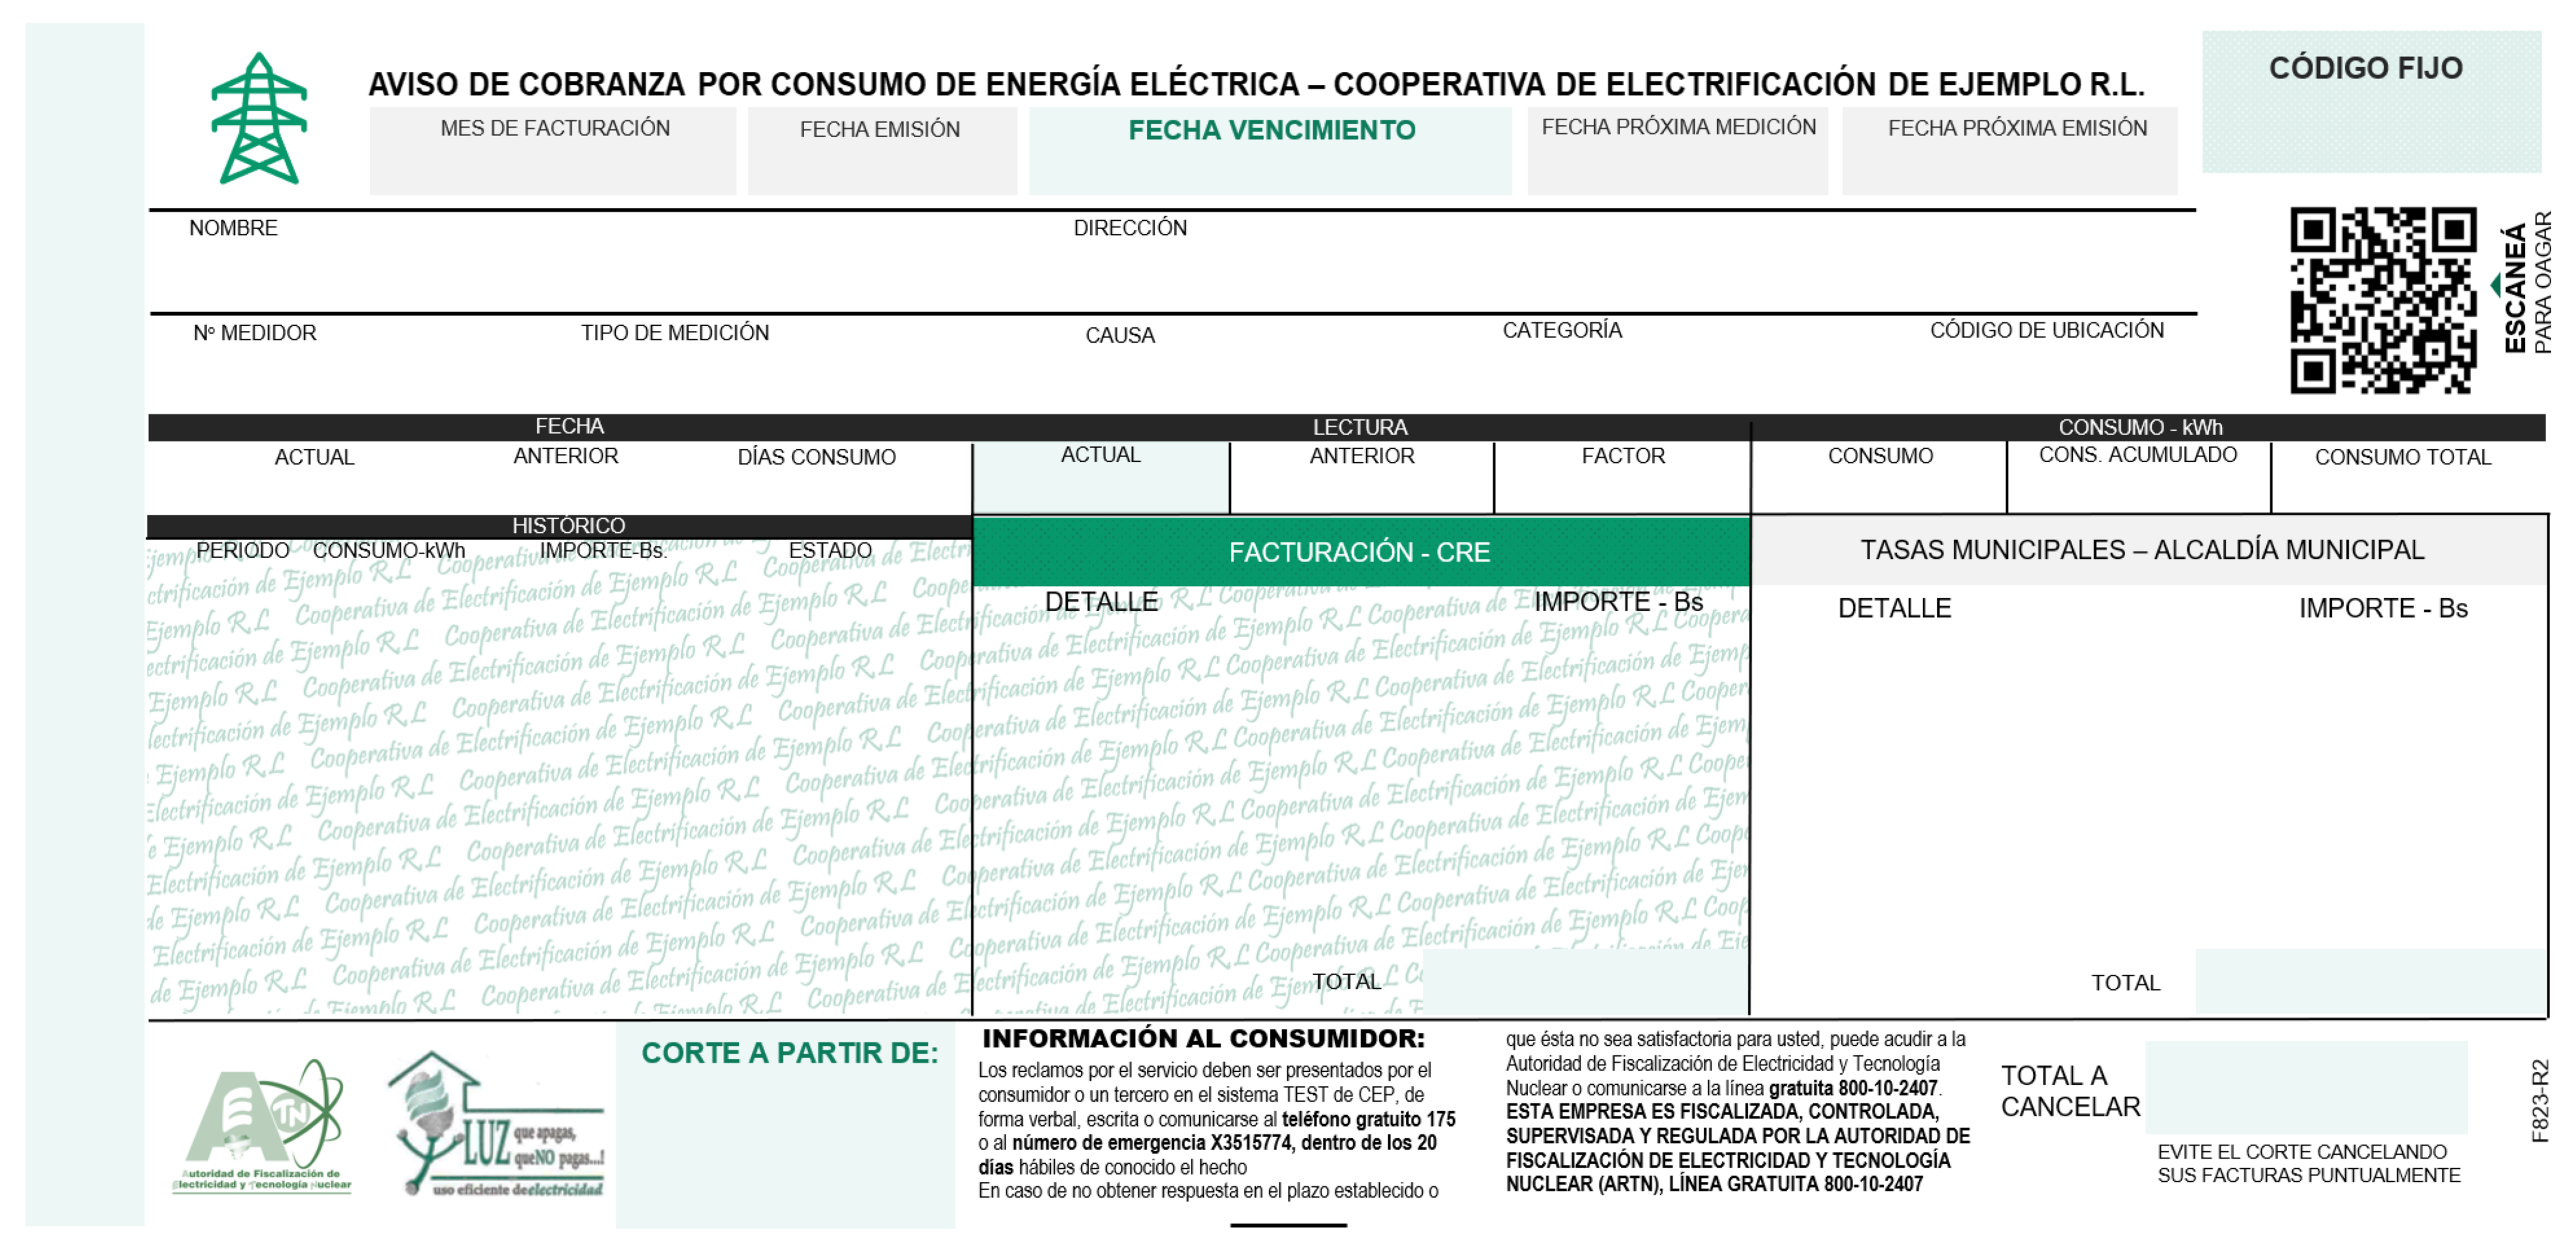 AVISO DE COBRANZA POR CONSUMO DE ENERGÍA ELÉCTRICA – COOPERATIVA DE ELECTRIFICACIÓN DE EJEMPLO R.L.
CÓDIGO FIJO
MES DE FACTURACIÓN
FECHA EMISIÓN
FECHA VENCIMIENTO
FECHA PRÓXIMA MEDICIÓN
FECHA PRÓXIMA EMISIÓN
NOMBRE
DIRECCIÓN
ESCANEÁ
PARA OAGAR
Nº MEDIDOR
TIPO DE MEDICIÓN
CAUSA
CATEGORÍA
CÓDIGO DE UBICACIÓN
FECHA
LECTURA
CONSUMO - kWh
ACTUAL
ANTERIOR
DÍAS CONSUMO
ACTUAL
ANTERIOR
FACTOR
CONSUMO
CONS. ACUMULADO
CONSUMO TOTAL
HISTÓRICO
PERIODO
CONSUMO-kWh
IMPORTE-Bs.
ESTADO
FACTURACIÓN - CRE
DETALLE
IMPORTE - Bs
TOTAL
TASAS MUNICIPALES – ALCALDÍA MUNICIPAL
DETALLE
IMPORTE - Bs
TOTAL
Cooperativa de Electrificación de Ejemplo R.L
Autoridad de Fiscalización de
Electricidad y Tecnología Nuclear
LUZ que apagas,
que NO pagas...!
uso eficiente de electricidad
CORTE A PARTIR DE:
INFORMACIÓN AL CONSUMIDOR:
Los reclamos por el servicio deben ser presentados por el
consumidor o un tercero en el sistema TEST de CEP, de
forma verbal, escrita o comunicarse al teléfono gratuito 175
o al número de emergencia X3515774, dentro de los 20
días hábiles de conocido el hecho
En caso de no obtener respuesta en el plazo establecido o
que ésta no sea satisfactoria para usted, puede acudir a la
Autoridad de Fiscalización de Electricidad y Tecnología
Nuclear o comunicarse a la línea gratuita 800-10-2407.
ESTA EMPRESA ES FISCALIZADA, CONTROLADA,
SUPERVISADA Y REGULADA POR LA AUTORIDAD DE
FISCALIZACIÓN DE ELECTRICIDAD Y TECNOLOGÍA
NUCLEAR (ARTN), LÍNEA GRATUITA 800-10-2407
TOTAL A
CANCELAR
EVITE EL CORTE CANCELANDO
SUS FACTURAS PUNTUALMENTE
F823-R2